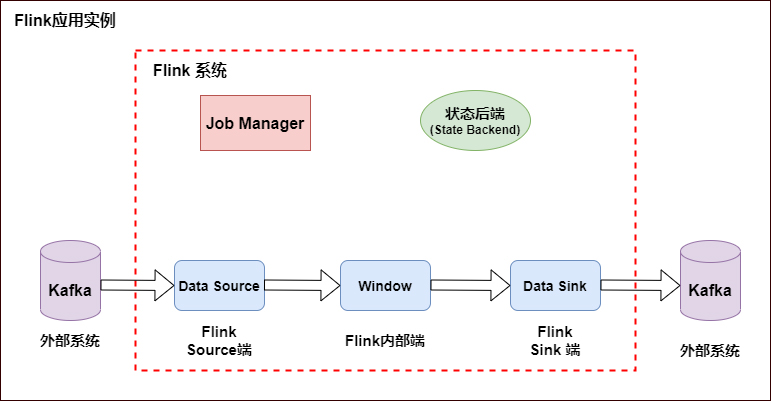 Flink应用实例
Flink 系统
Job Manager
状态后端
(State Backend)
Kafka
Data Source
Window
Data Sink
Kafka
外部系统
Flink
Source端
Flink内部端
Flink
Sink 端
外部系统